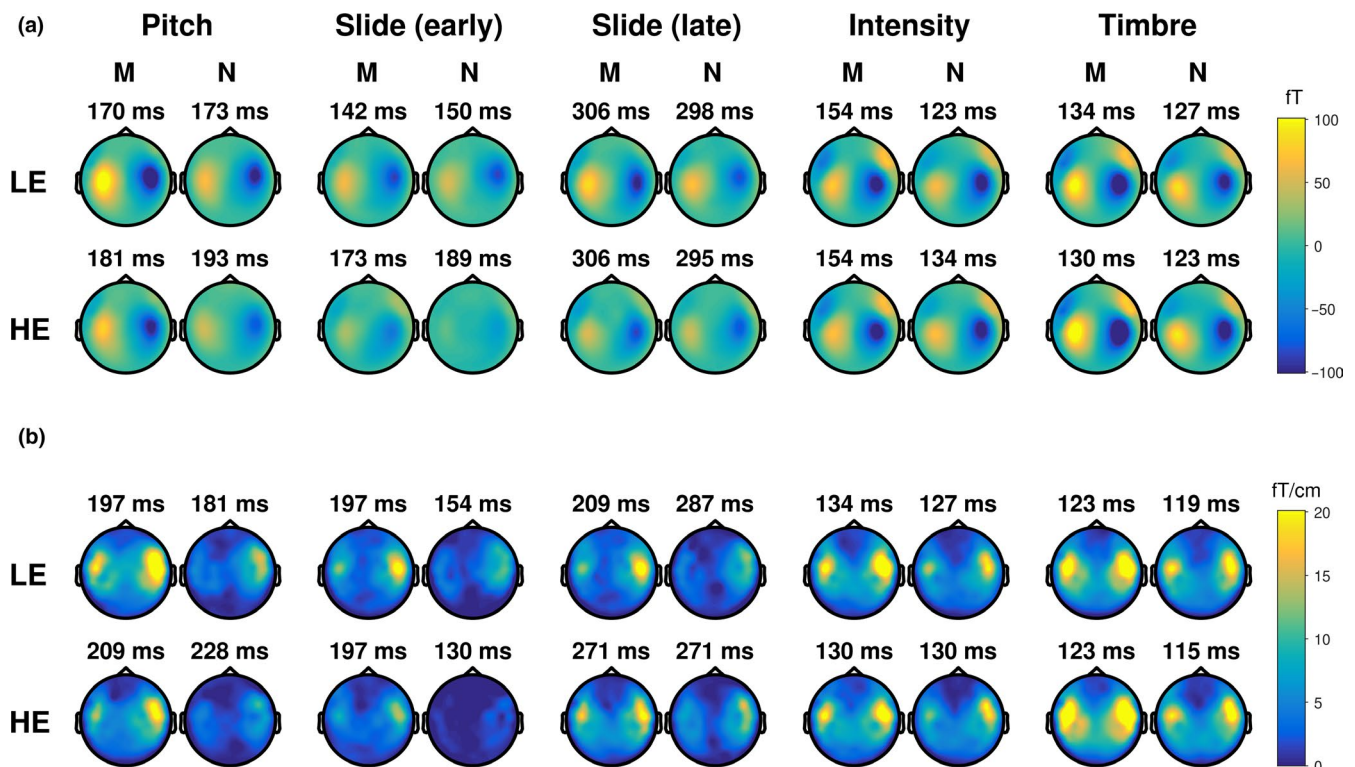 (a)
Pitch Slide (early) Slide (late) Intensity Timbre
M N M N M N M N M N
170 ms 173 ms 142 ms 150 ms 306 ms 298 ms 154 ms 123 ms 134 ms 127 ms
fT
100
LE
50
181 ms 193 ms 173 ms 189 ms 306 ms 295 ms 154 ms 134 ms 130 ms 123 ms
0
−50
HE
−100
(b)
197 ms 181 ms 197 ms 154 ms 209 ms 287 ms 134 ms 127 ms 123 ms 119 ms
fT/cm
20
LE
15
10
209 ms 228 ms 197 ms 130 ms 271 ms 271 ms 130 ms 130 ms 123 ms 115 ms
5
HE
0